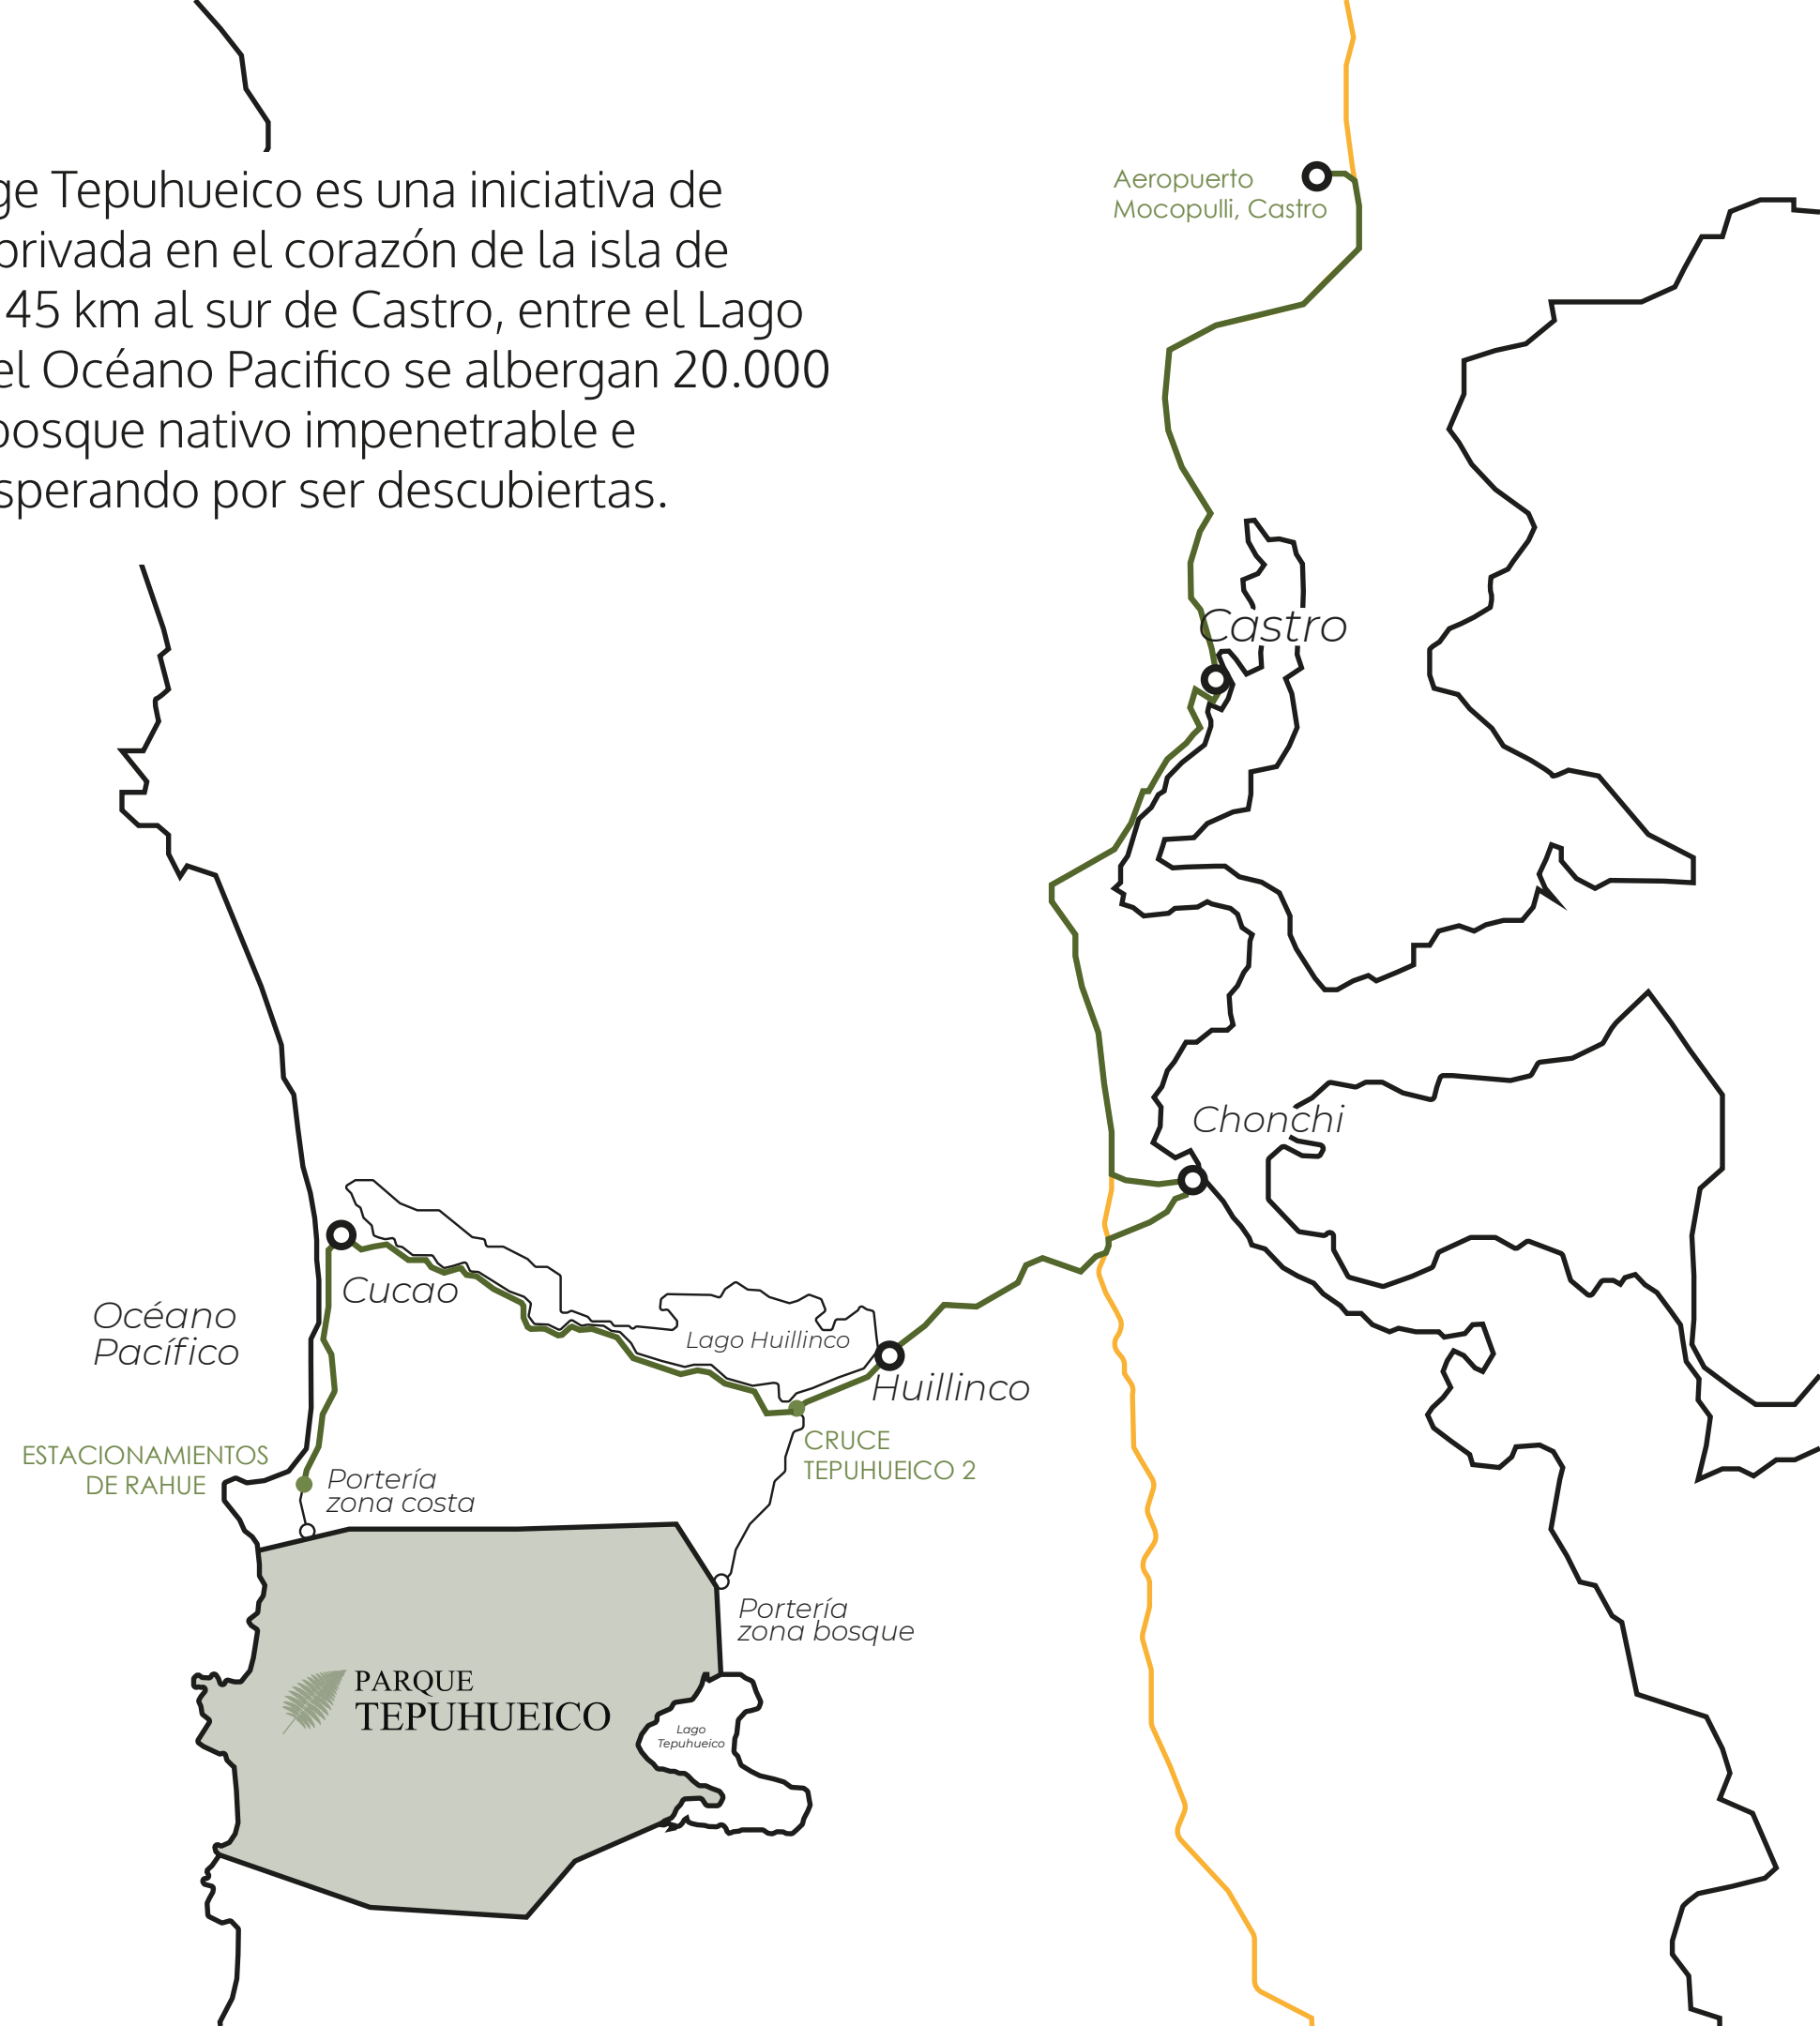 ge Tepuhueico es una iniciativa de
privada en el corazón de la isla de
45 km al sur de Castro, entre el Lago
el Océano Pacifico se albergan 20.000
bosque nativo impenetrable e
sperando por ser descubiertas.
Aeropuerto
Mocopulli, Castro
Castro
Chonchi
Cucao
Océano
Pacífico
Lago Huillinco
Huillinco
CRUCE
TEPUHUEICO 2
ESTACIONAMIENTOS
DE RAHUE
Portería
zona costa
Portería
zona bosque
PARQUE
TEPUHUEICO
Lago
Tepuhueico